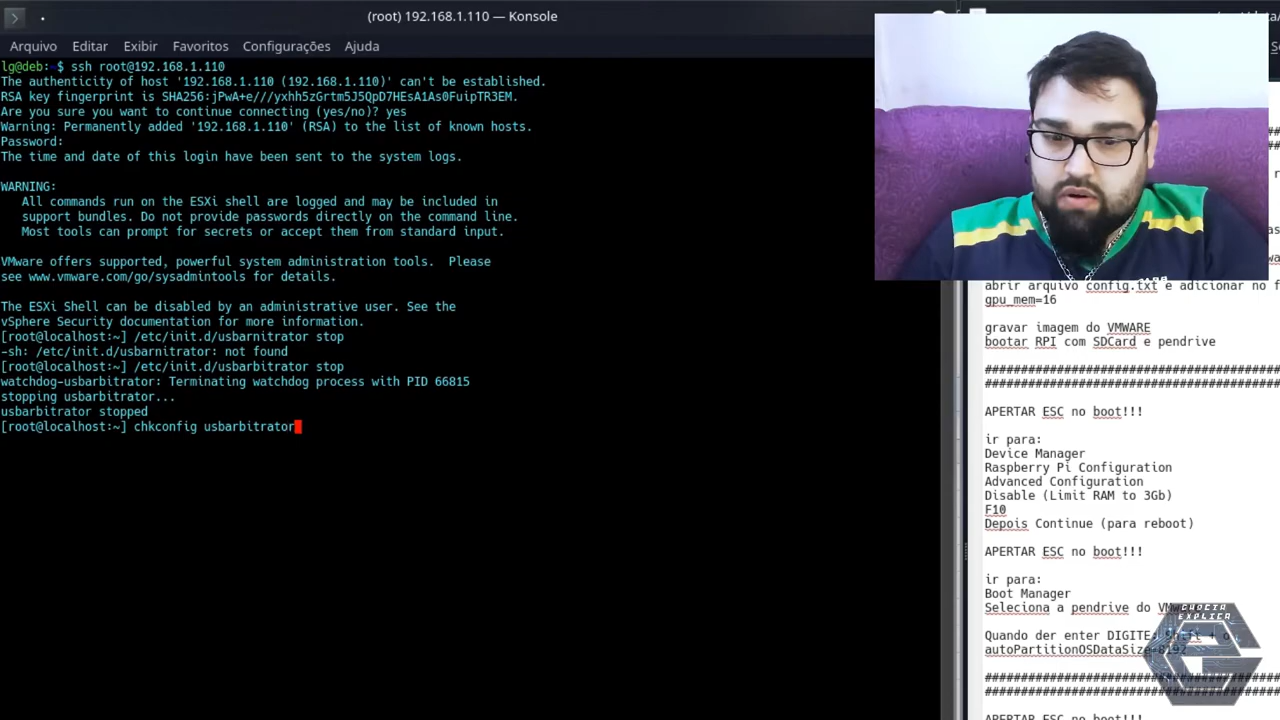 (root) 192.168.1.110 — Konsole
Arquivo Editar Exibir Favoritos Configurações Ajuda
lg@deb:~$ ssh root@192.168.1.110
The authenticity of host '192.168.1.110 (192.168.1.110)' can't be established.
RSA key fingerprint is SHA256:jPwA+e///yxhh5zGrtm5J5QpD7HEsA1As0FuipTR3EM.
Are you sure you want to continue connecting (yes/no)? yes
Warning: Permanently added '192.168.1.110' (RSA) to the list of known hosts.
Password:
The time and date of this login have been sent to the system logs.
WARNING:
All commands run on the ESXi shell are logged and may be included in
support bundles. Do not provide passwords directly on the command line.
Most tools can prompt for secrets or accept them from standard input.
VMware offers supported, powerful system administration tools. Please
see www.vmware.com/go/sysadmintools for details.
The ESXi Shell can be disabled by an administrative user. See the
vSphere Security documentation for more information.
[root@localhost:~] /etc/init.d/usbarnitrator stop
-sh: /etc/init.d/usbarnitrator: not found
[root@localhost:~] /etc/init.d/usbarbitrator stop
watchdog-usbarbitrator: Terminating watchdog process with PID 66815
stopping usbarbitrator...
usbarbitrator stopped
[root@localhost:~] chkconfig usbarbitrator
abrir arquivo config.txt e adicionar no f
gpu_mem=16
gravar imagem do VMWARE
bootar RPI com SDCard e pendrive
##########################################
##########################################
APERTAR ESC no boot!!!
ir para:
Device Manager
Raspberry Pi Configuration
Advanced Configuration
Disable (Limit RAM to 3Gb)
F10
Depois Continue (para reboot)
APERTAR ESC no boot!!!
ir para:
Boot Manager
Seleciona a pendrive do
Quando der enter DIGITE: Shift + o
autoPartitionOSDataSize=8192
##########################################
##########################################
APERTAR ESC no boot!!!
EXPLICA